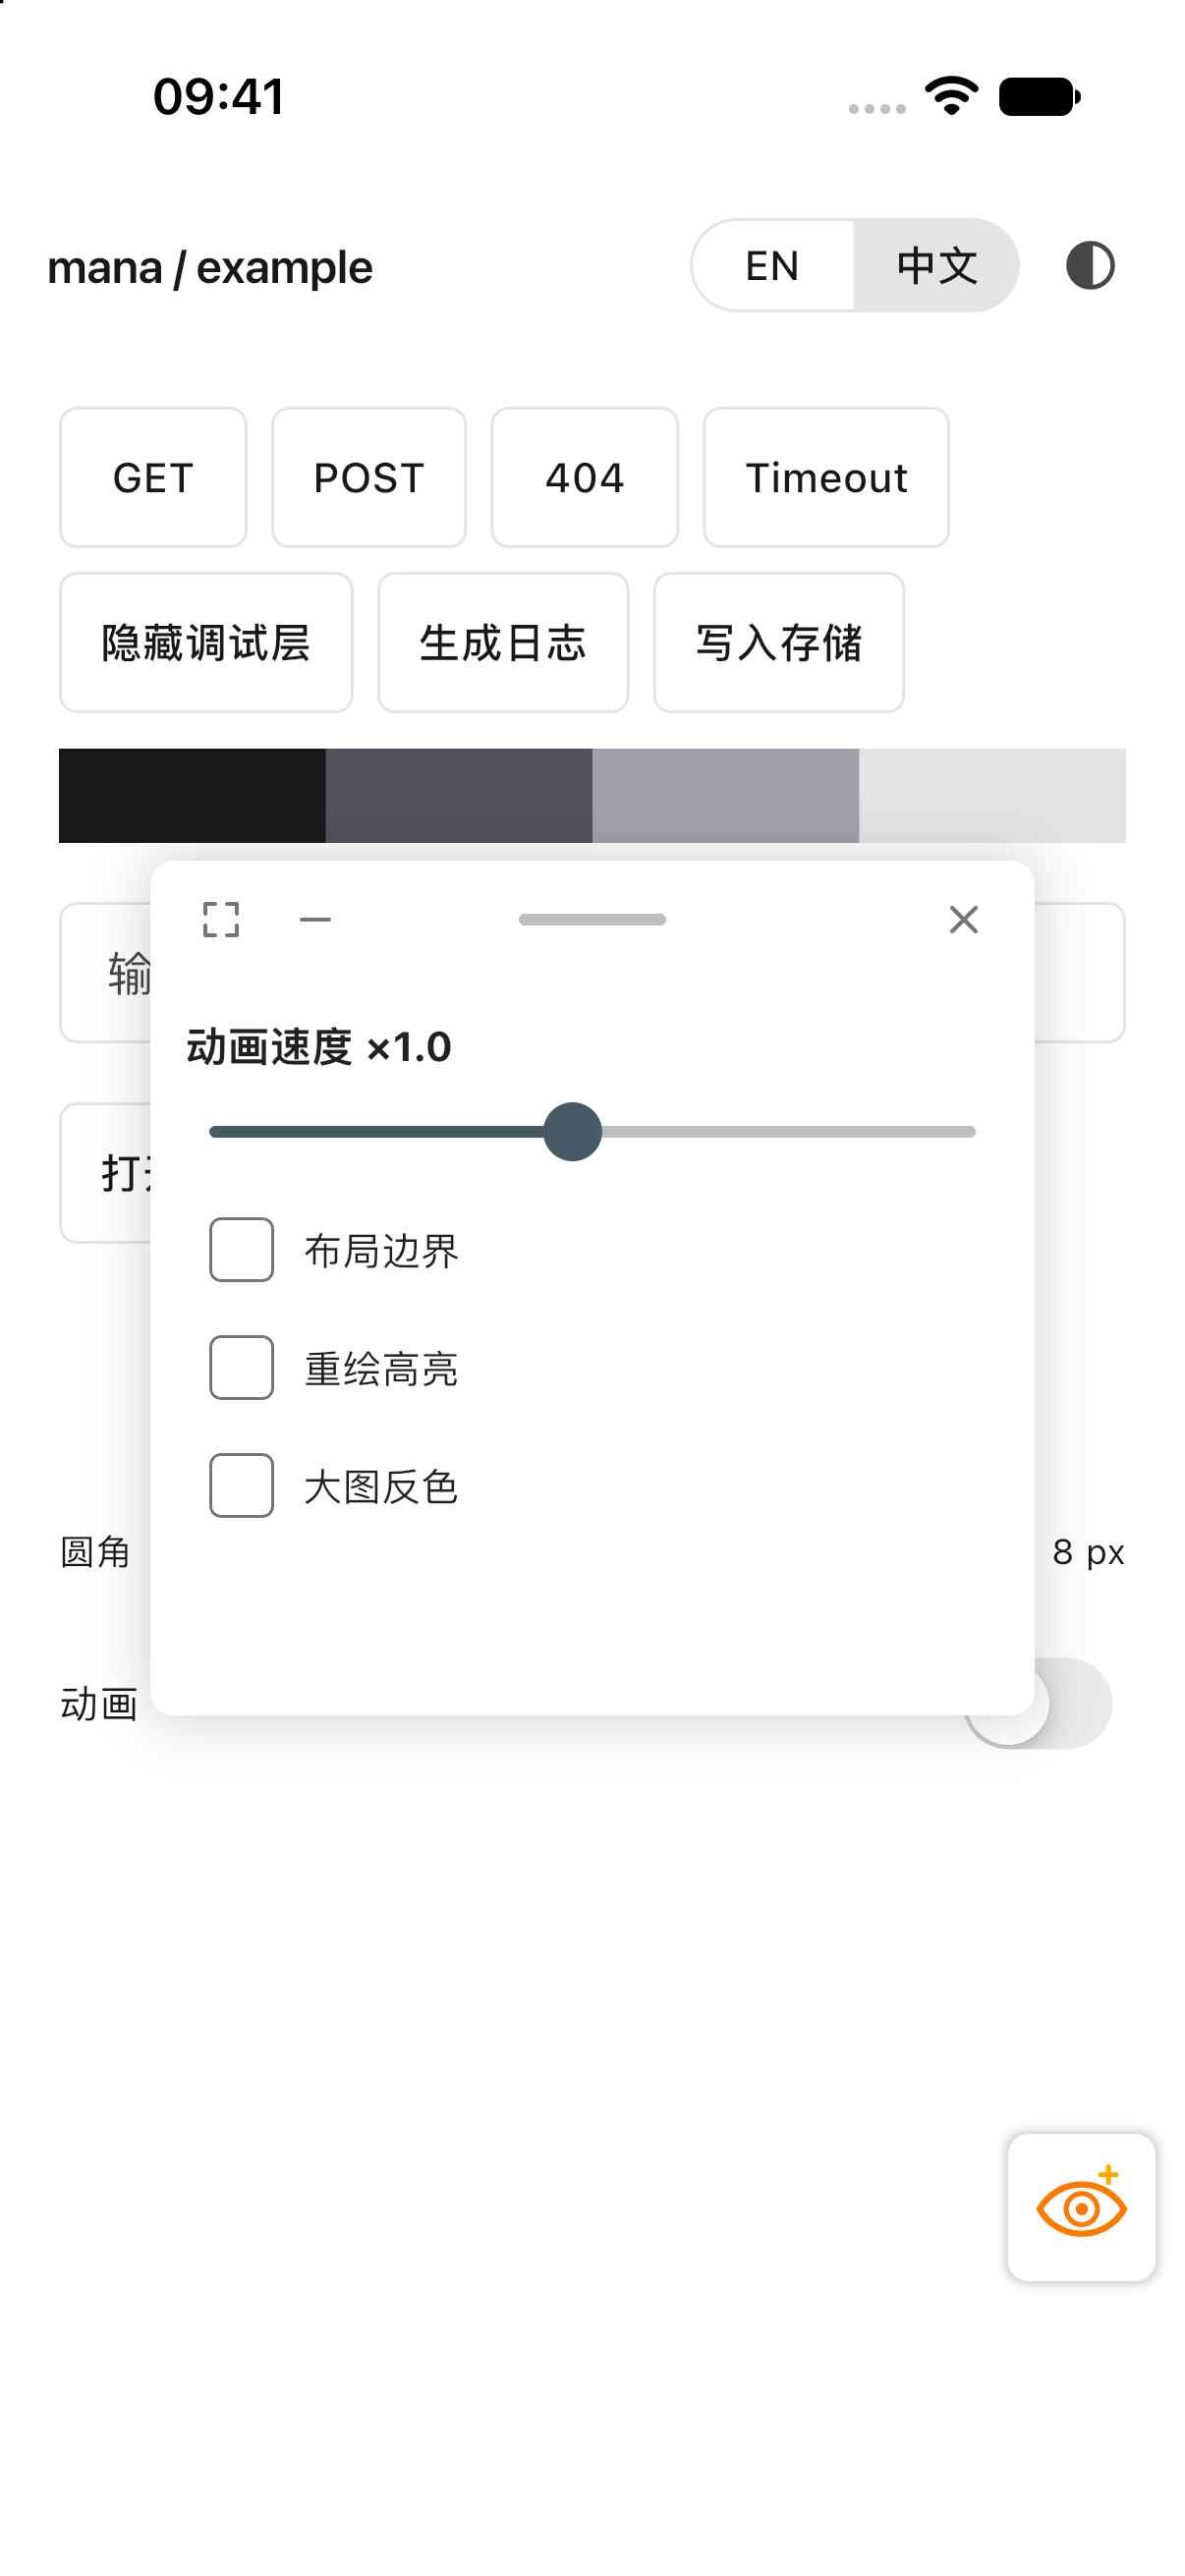 09:41
mana / example
EN 中文
GET POST 404 Timeout
隐藏调试层 生成日志 写入存储
输
动画速度 ×1.0
布局边界
重绘高亮
大图反色
圆角 8 px
动画